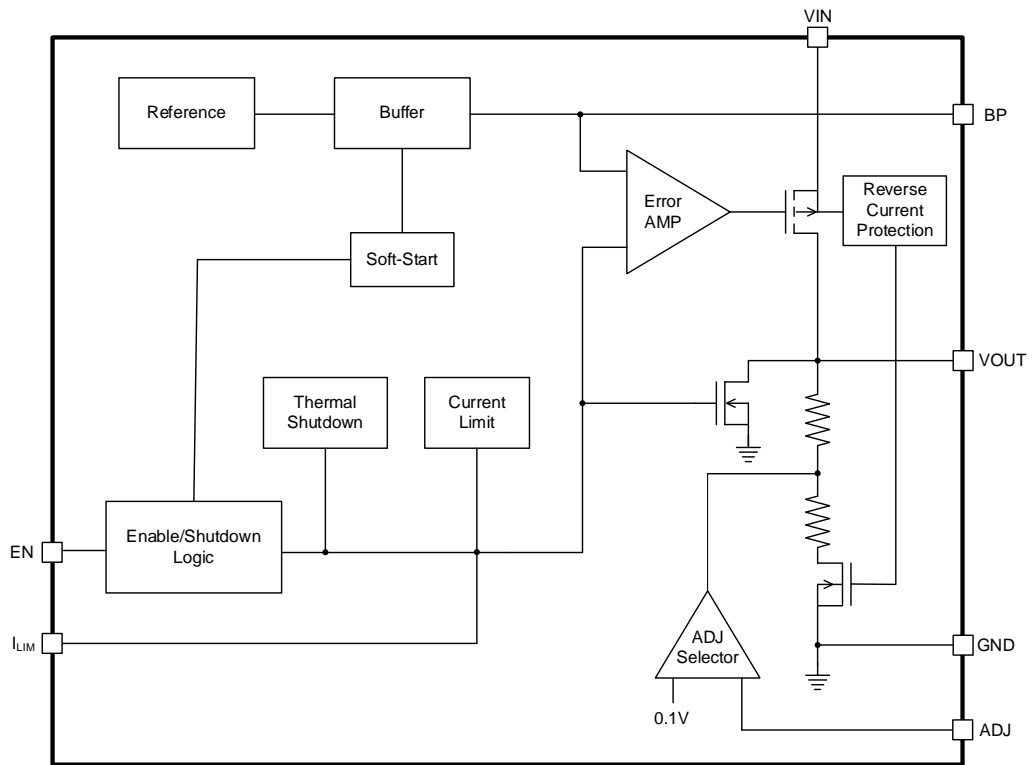 VIN
Reference
Buffer
BP
Error
AMP
Reverse
Current
Protection
Soft-Start
VOUT
Thermal
Shutdown
Current
Limit
EN
Enable/Shutdown
Logic
ILIM
ADJ
Selector
GND
0.1V
ADJ